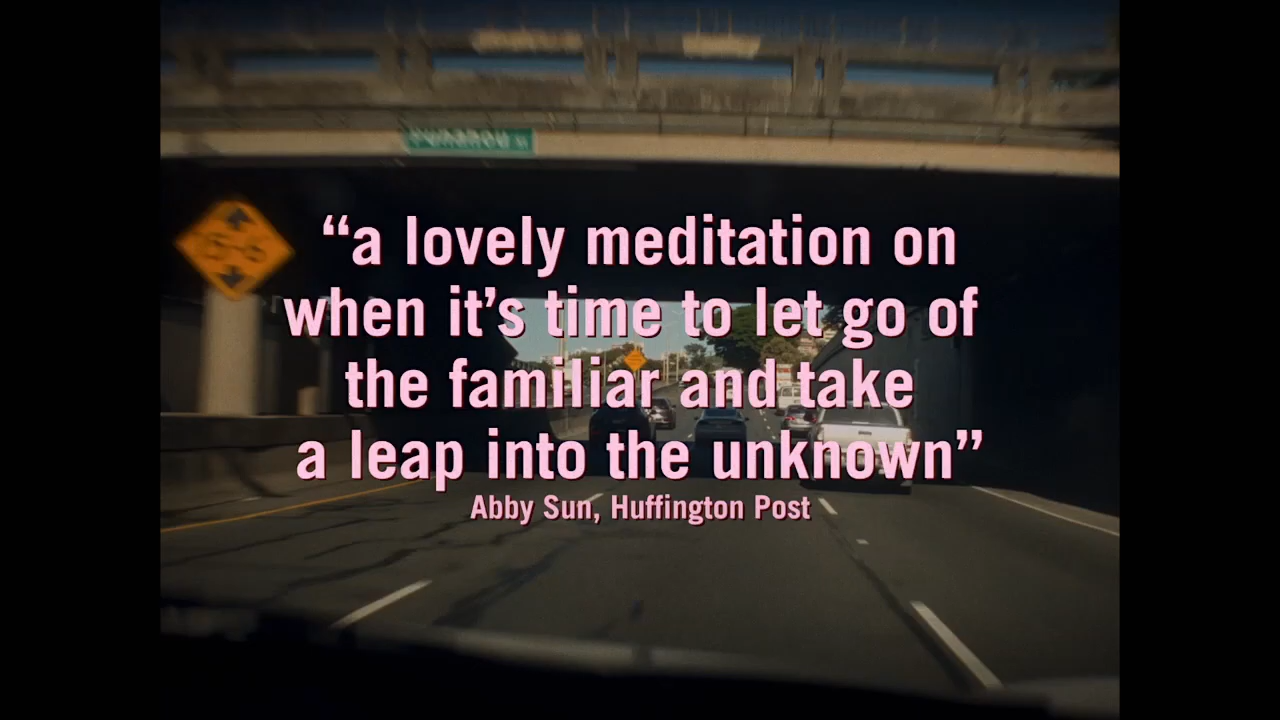 “a lovely meditation on
when it’s time to let go of
the familiar and take
a leap into the unknown”
Abby Sun, Huffington Post